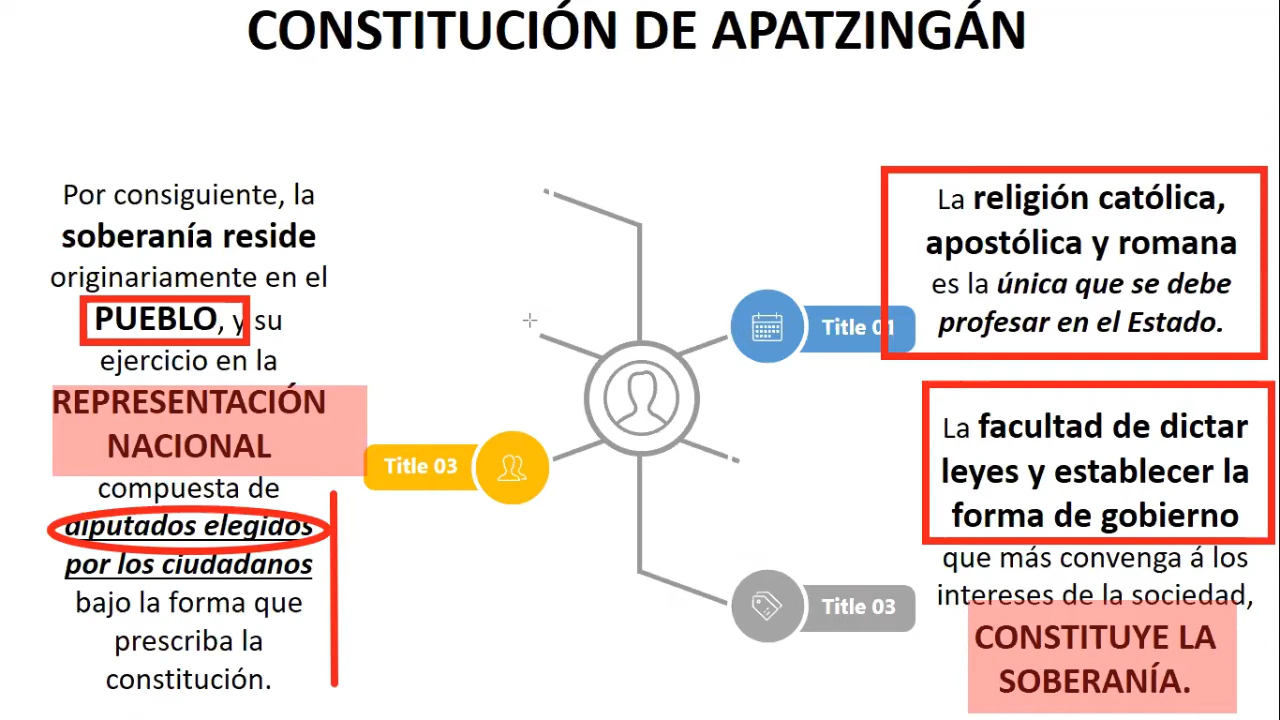 CONSTITUCIÓN DE APATZINGÁN
Por consiguiente, la
soberanía reside
originariamente en el
PUEBLO, y su
ejercicio en la
REPRESENTACIÓN
NACIONAL
compuesta de
diputados elegidos
por los ciudadanos
bajo la forma que
prescriba la
constitución.
Title 03
La religión católica,
apostólica y romana
es la única que se debe
profesar en el Estado.
Title 01
La facultad de dictar
leyes y establecer la
forma de gobierno
que más convenga á los
intereses de la sociedad,
CONSTITUYE LA
SOBERANÍA.
Title 03